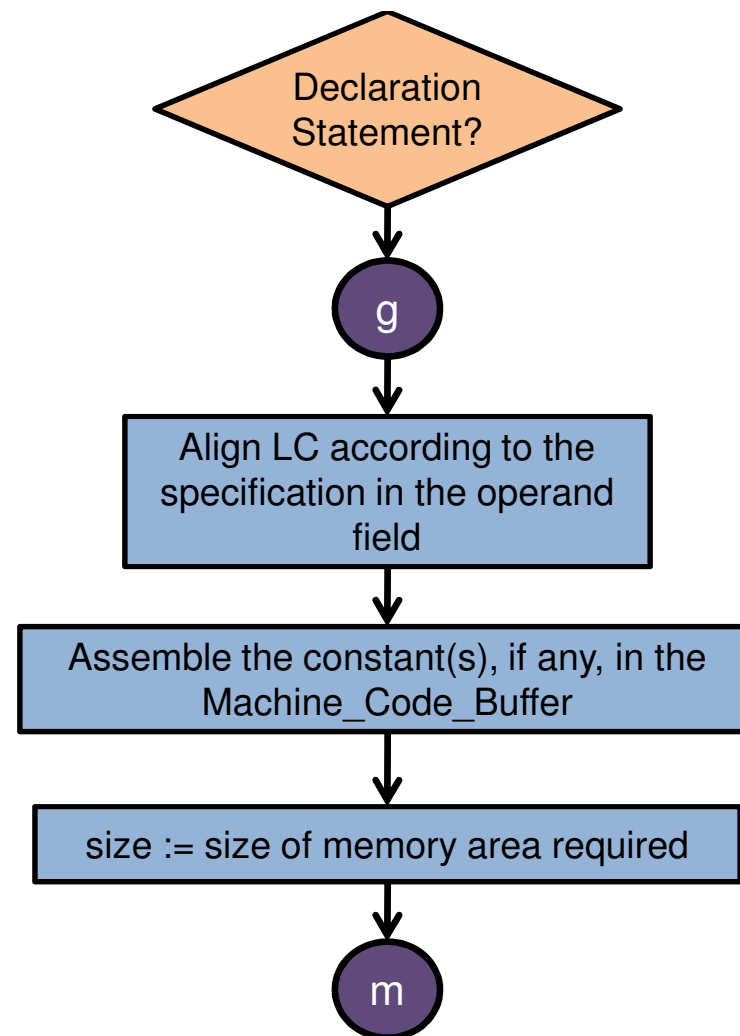 Declaration
Statement?
g
Align LC according to the
specification in the operand
field
Assemble the constant(s), if any, in the
Machine_Code_Buffer
size := size of memory area required
m